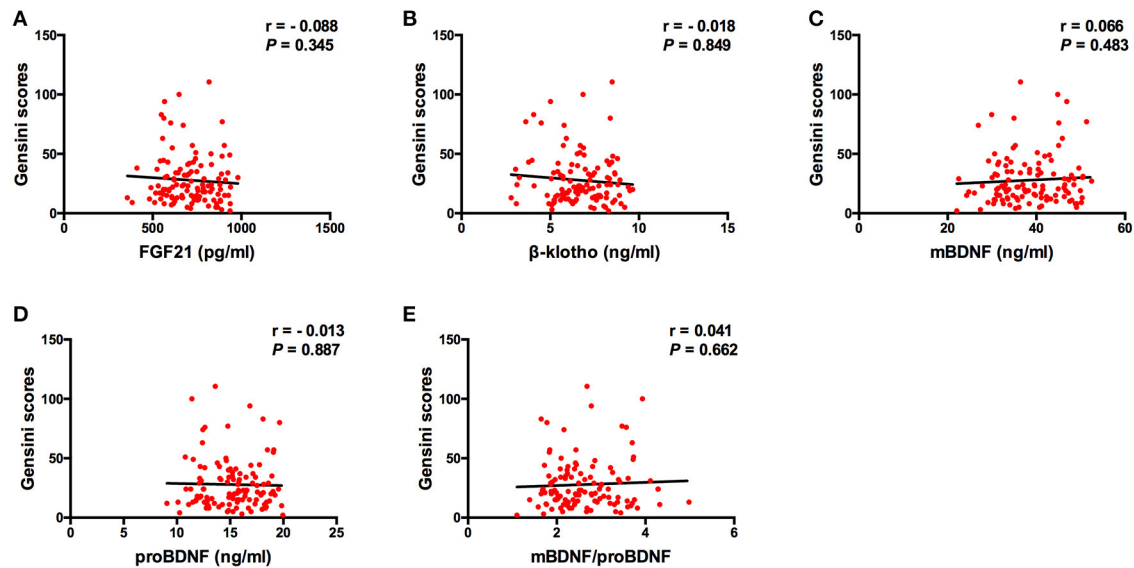 A
r = - 0.088
P = 0.345
150
100
50
0
Gensini scores
0 500 1000 1500
FGF21 (pg/ml)
B
r = - 0.018
P = 0.849
150
100
50
0
Gensini scores
0 5 10 15
β-klotho (ng/ml)
C
r = 0.066
P = 0.483
150
100
50
0
Gensini scores
0 20 40 60
mBDNF (ng/ml)
D
r = - 0.013
P = 0.887
150
100
50
0
Gensini scores
0 5 10 15 20 25
proBDNF (ng/ml)
E
r = 0.041
P = 0.662
150
100
50
0
Gensini scores
0 2 4 6
mBDNF/proBDNF